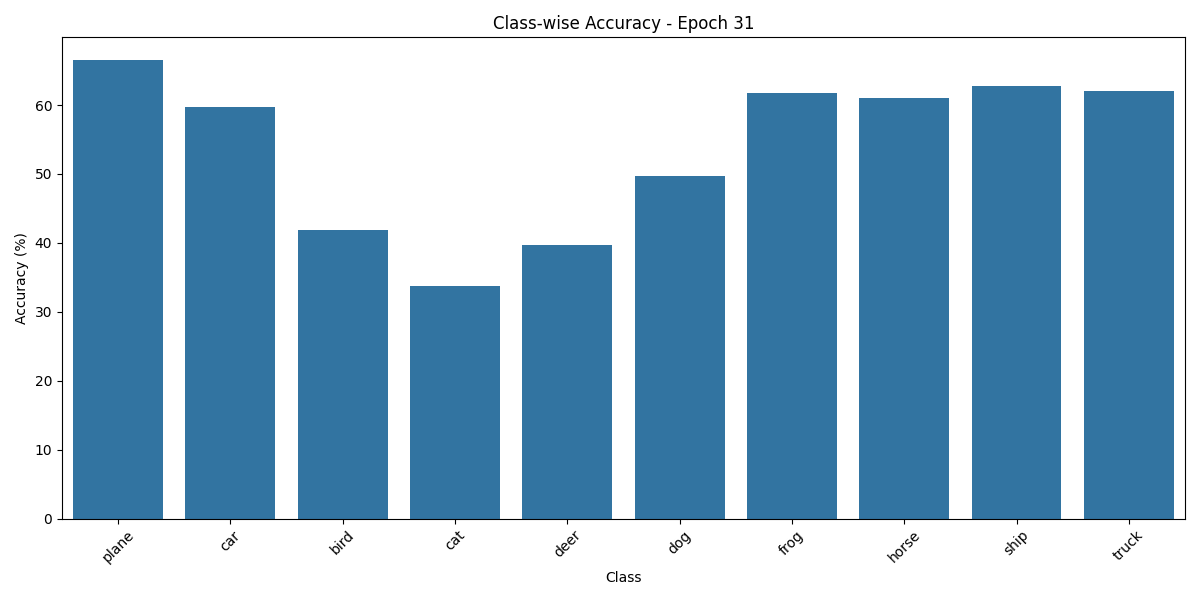 Class-wise Accuracy - Epoch 31
Accuracy (%)
60
50
40
30
20
10
0
plane
car
bird
cat
deer
dog
frog
horse
ship
truck
Class